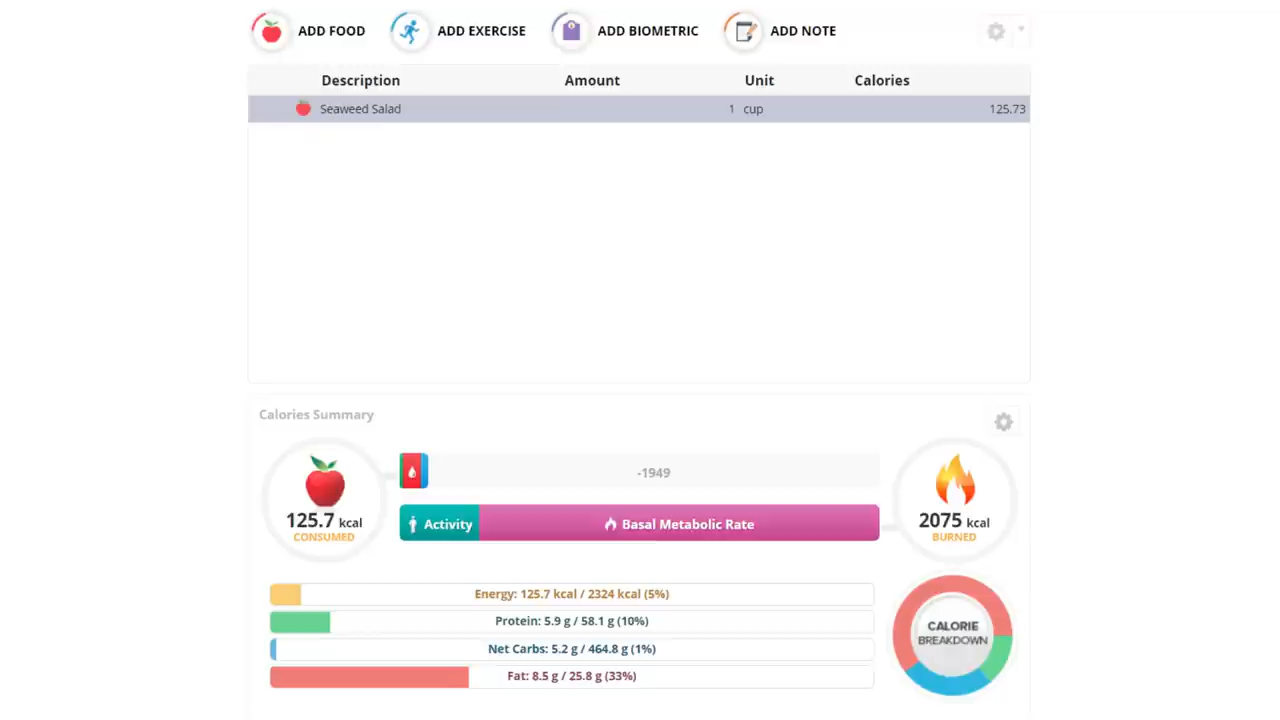 ADD FOOD ADD EXERCISE ADD BIOMETRIC ADD NOTE
Description Amount Unit Calories
Seaweed Salad 1 cup 125.73
Calories Summary
-1949
125.7 kcal
CONSUMED
Activity Basal Metabolic Rate
2075 kcal
BURNED
Energy: 125.7 kcal / 2324 kcal (5%)
Protein: 5.9 g / 58.1 g (10%)
Net Carbs: 5.2 g / 464.8 g (1%)
Fat: 8.5 g / 25.8 g (33%)
CALORIE
BREAKDOWN